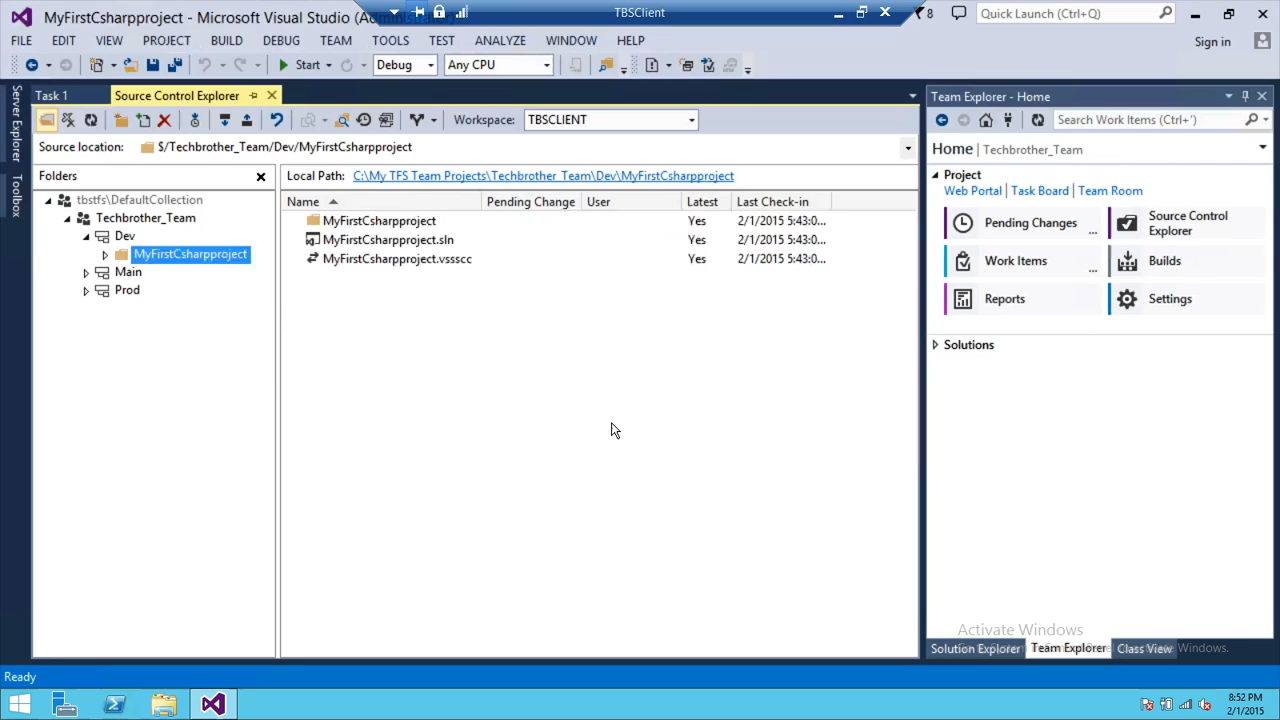 MyFirstCsharpproject - Microsoft Visual Studio (Administrator)
TBSClient
8
Quick Launch (Ctrl+Q)
FILE EDIT VIEW PROJECT BUILD DEBUG TEAM TOOLS TEST ANALYZE WINDOW HELP
Sign in
Start Debug Any CPU
Server Explorer
Toolbox
Task 1 Source Control Explorer
Workspace: TBSCLIENT
Source location: $/Techbrother_Team/Dev/MyFirstCsharpproject
Folders
tbstfs\DefaultCollection
Techbrother_Team
Dev
MyFirstCsharpproject
Main
Prod
Local Path: C:\My TFS Team Projects\Techbrother_Team\Dev\MyFirstCsharpproject
Name Pending Change User Latest Last Check-in
MyFirstCsharpproject Yes 2/1/2015 5:43:0...
MyFirstCsharpproject.sln Yes 2/1/2015 5:43:0...
MyFirstCsharpproject.vssscc Yes 2/1/2015 5:43:0...
Team Explorer - Home
Search Work Items (Ctrl+')
Home | Techbrother_Team
Project
Web Portal | Task Board | Team Room
Pending Changes ...
Source Control
Explorer
Work Items ...
Builds
Reports
Settings
Solutions
Activate Windows
Windows.
Solution Explorer Team Explorer Class View
Ready
8:52 PM
2/1/2015